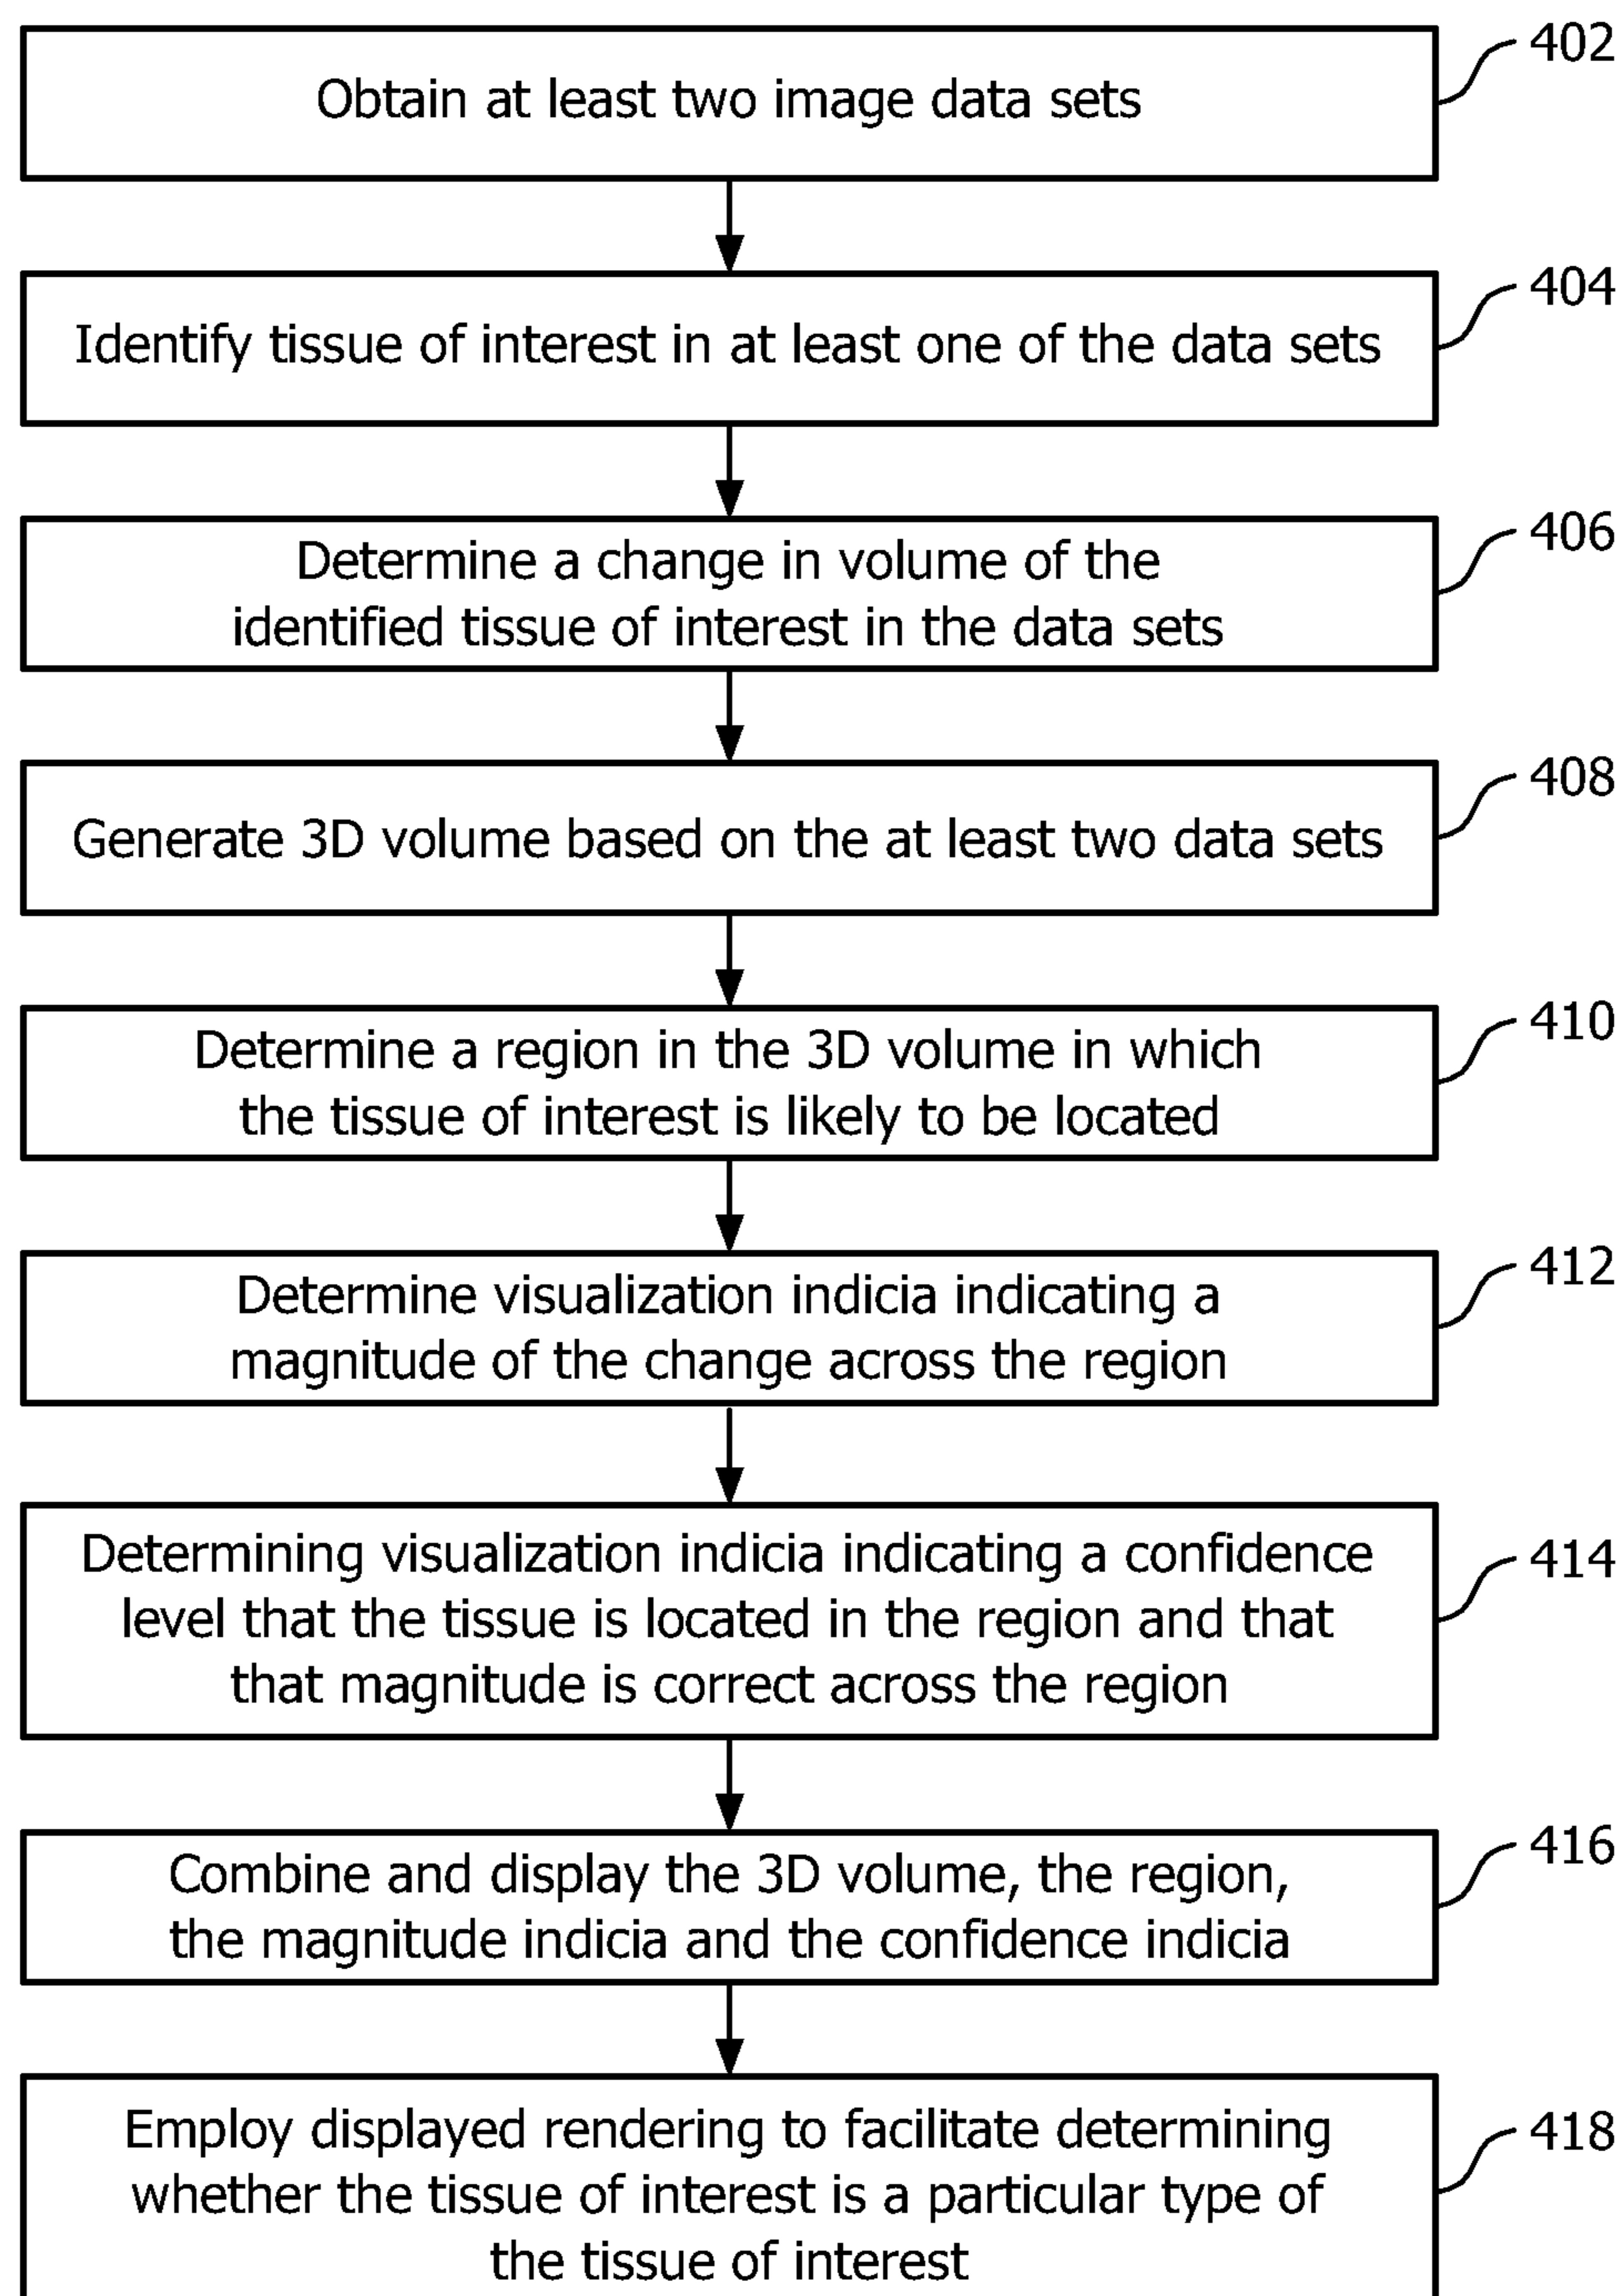 402
Obtain at least two image data sets
404
Identify tissue of interest in at least one of the data sets
406
Determine a change in volume of the
identified tissue of interest in the data sets
408
Generate 3D volume based on the at least two data sets
410
Determine a region in the 3D volume in which
the tissue of interest is likely to be located
412
Determine visualization indicia indicating a
magnitude of the change across the region
414
Determining visualization indicia indicating a confidence
level that the tissue is located in the region and that
that magnitude is correct across the region
416
Combine and display the 3D volume, the region,
the magnitude indicia and the confidence indicia
418
Employ displayed rendering to facilitate determining
whether the tissue of interest is a particular type of
the tissue of interest